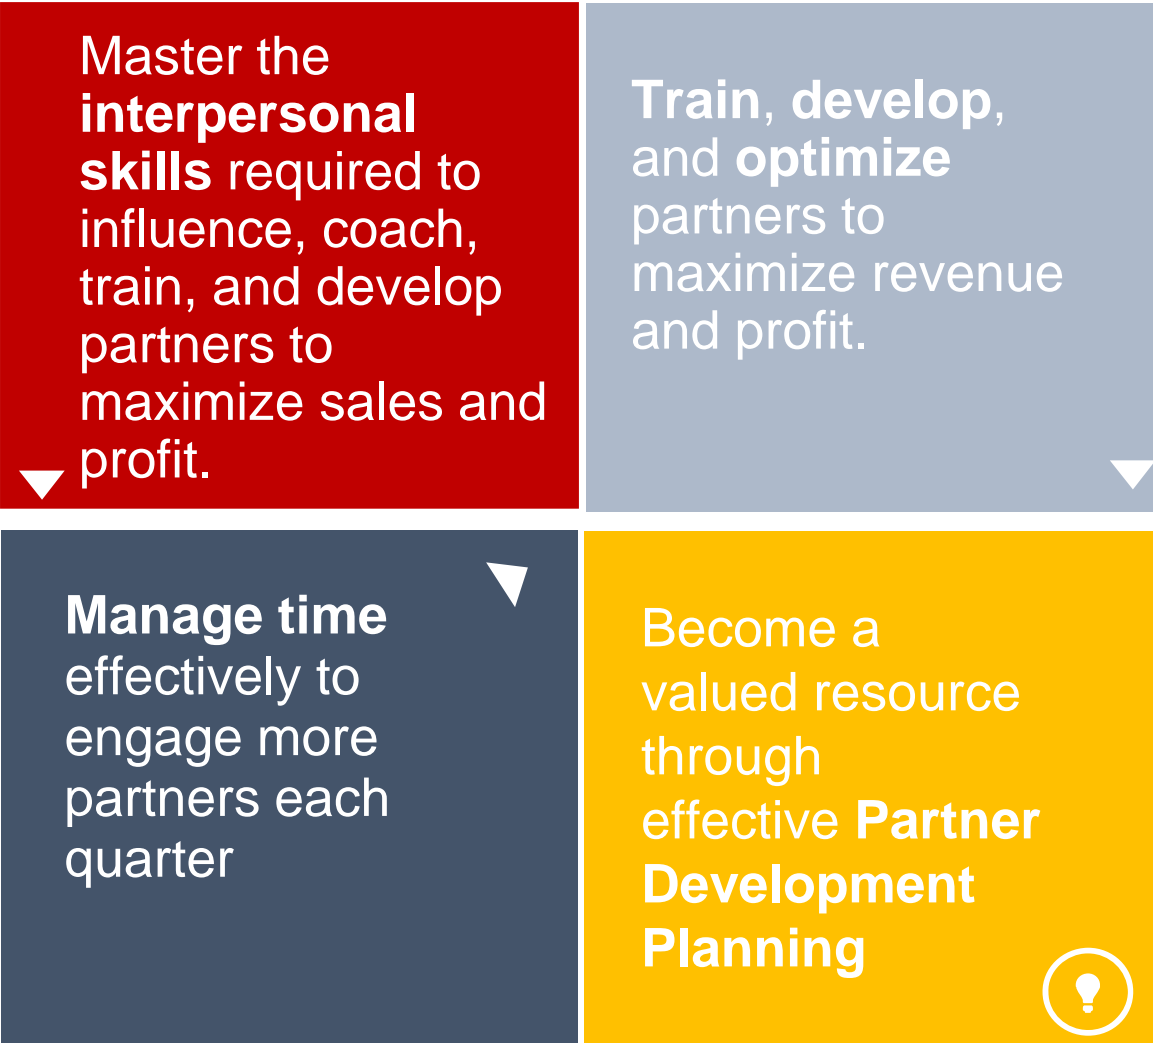 Master the
interpersonal
skills required to
influence, coach,
train, and develop
partners to
maximize sales and
profit.
Train, develop,
and optimize
partners to
maximize revenue
and profit.
Manage time
effectively to
engage more
partners each
quarter
Become a
valued resource
through
effective Partner
Development
Planning